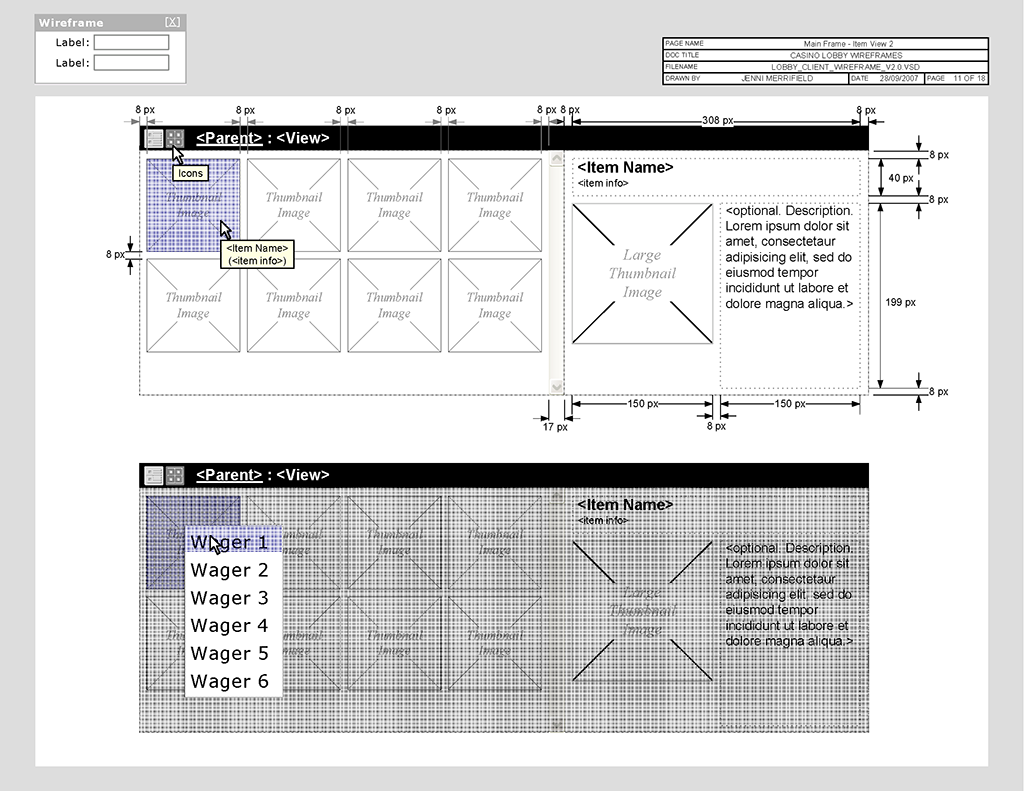 Wireframe [X]
Label:
Label:
PAGE NAME Main Frame - Item View 2
DOC TITLE CASINO LOBBY WIREFRAMES
FILENAME LOBBY_CLIENT_WIREFRAME_V2.0.VSD
DRAWN BY JENNI MERRIFIELD DATE 28/09/2007 PAGE 11 OF 18
8 px 8 px 8 px 8 px 8 px 8 px 8 px
308 px
<Parent> : <View>
Icons
8 px
40 px
8 px
<Item Name>
<item info>
Thumbnail Image
Thumbnail Image
Thumbnail Image
Thumbnail Image
<Item Name>
(<item info>)
8 px
Thumbnail Image
Thumbnail Image
Thumbnail Image
Thumbnail Image
Large
Thumbnail
Image
<optional. Description.
Lorem ipsum dolor sit
amet, consectetaur
adipisicing elit, sed do
eiusmod tempor
incididunt ut labore et
dolore magna aliqua.>
199 px
8 px
150 px 150 px
17 px 8 px
<Parent> : <View>
<Item Name>
<item info>
Thumbnail Image
Thumbnail Image
Wager 1
Wager 2
Wager 3
Wager 4
Wager 5
Wager 6
Thumbnail Image
Thumbnail Image
Large
Thumbnail
Image
<optional. Description.
Lorem ipsum dolor sit
amet, consectetaur
adipisicing elit, sed do
eiusmod tempor
incididunt ut labore et
dolore magna aliqua.>